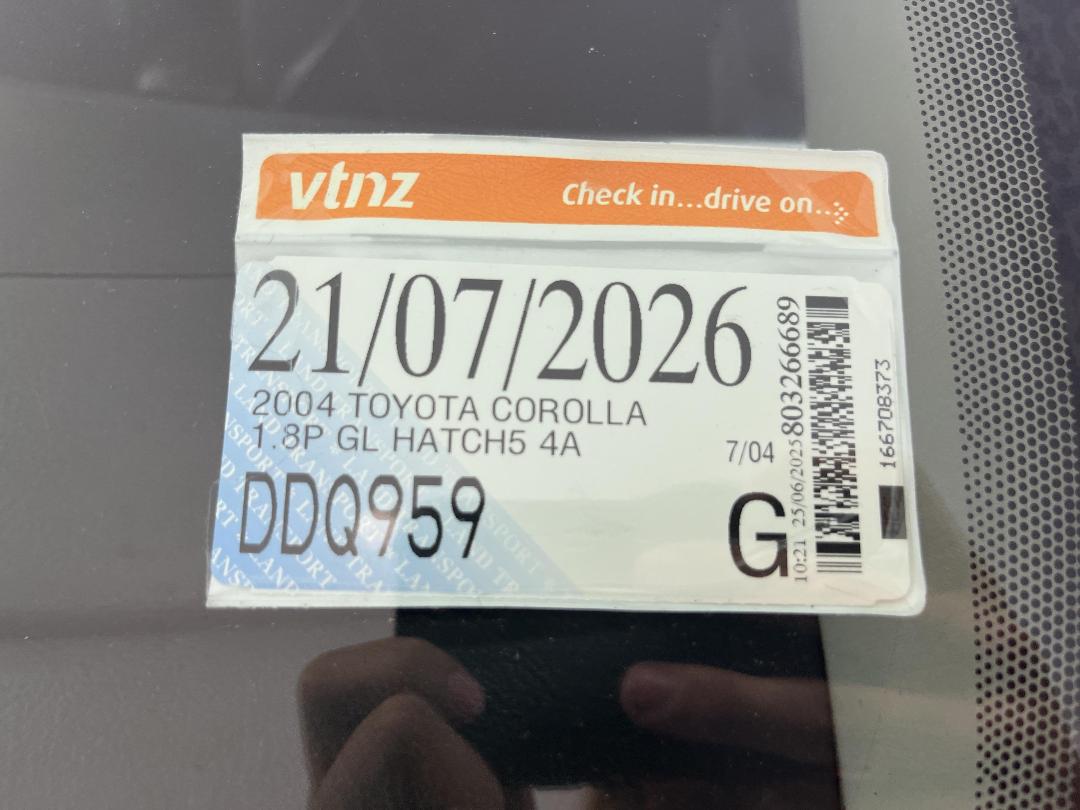 vtnz
Check in...drive on...
21/07/2026
2004 TOYOTA COROLLA
1.8P GL HATCH5 4A
7/04
DDQ959
G
10:21 25/06/2025 803266689
166708373